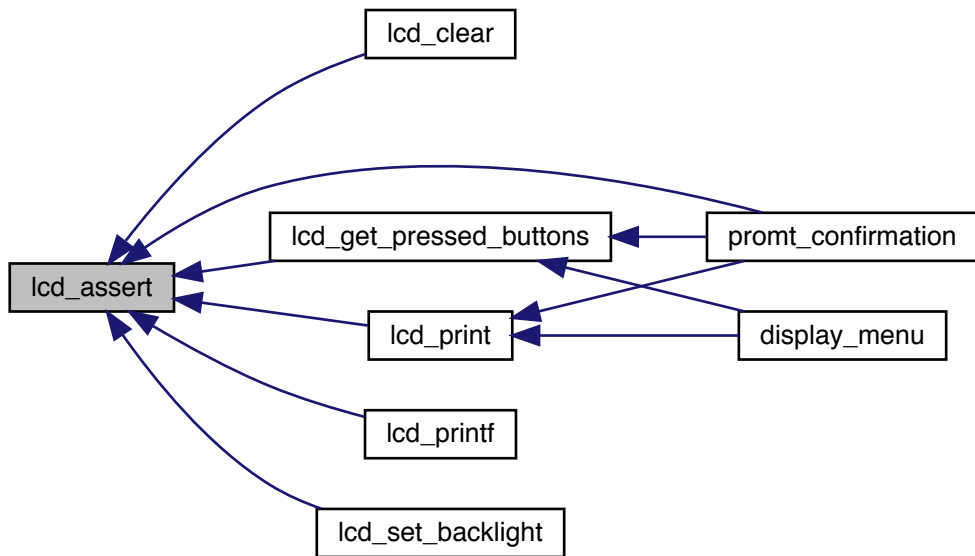 lcd_clear
lcd_get_pressed_buttons
promt_confirmation
lcd_assert
lcd_print
display_menu
lcd_printf
lcd_set_backlight